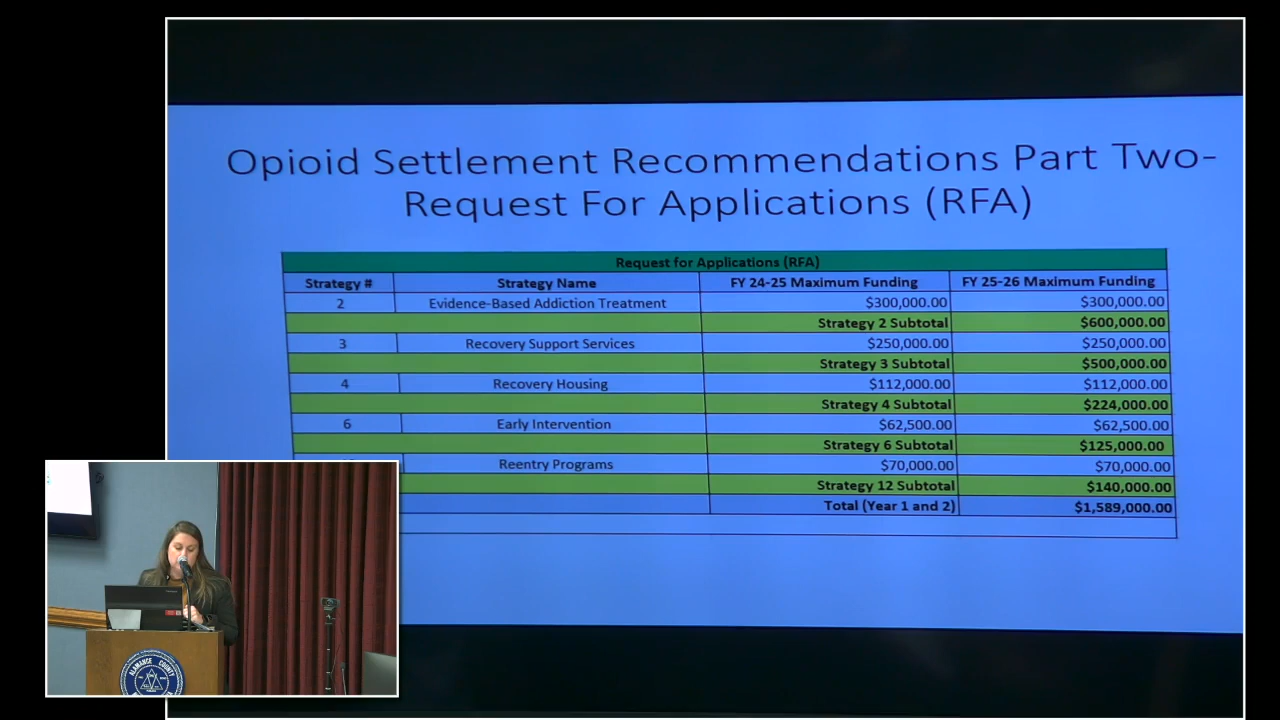 Opioid Settlement Recommendations Part Two-
Request For Applications (RFA)
Request for Applications (RFA)
Strategy # Strategy Name FY 24-25 Maximum Funding FY 25-26 Maximum Funding
2 Evidence-Based Addiction Treatment $300,000.00 $300,000.00
Strategy 2 Subtotal $600,000.00
3 Recovery Support Services $250,000.00 $250,000.00
Strategy 3 Subtotal $500,000.00
4 Recovery Housing $112,000.00 $112,000.00
Strategy 4 Subtotal $224,000.00
6 Early Intervention $62,500.00 $62,500.00
Strategy 6 Subtotal $125,000.00
Reentry Programs $70,000.00 $70,000.00
Strategy 12 Subtotal $140,000.00
Total (Year 1 and 2) $1,589,000.00
ALAMANCE COUNTY